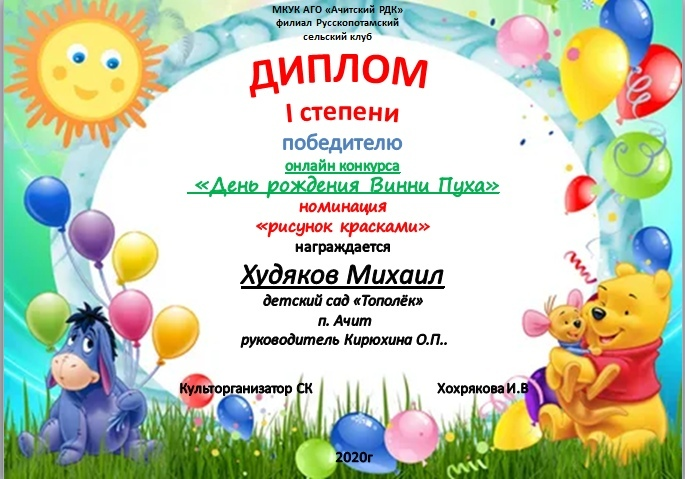 МКУК АГО «Ачитский РДК»
филиал Русскопотамский
сельский клуб
ДИПЛОМ
I степени
победителю
онлайн конкурса
«День рождения Винни Пуха»
номинация
«рисунок красками»
награждается
Худяков Михаил
детский сад «Тополёк»
п. Ачит
руководитель Кирюхина О.П..
Культорганизатор СК Хохрякова И.В
2020г